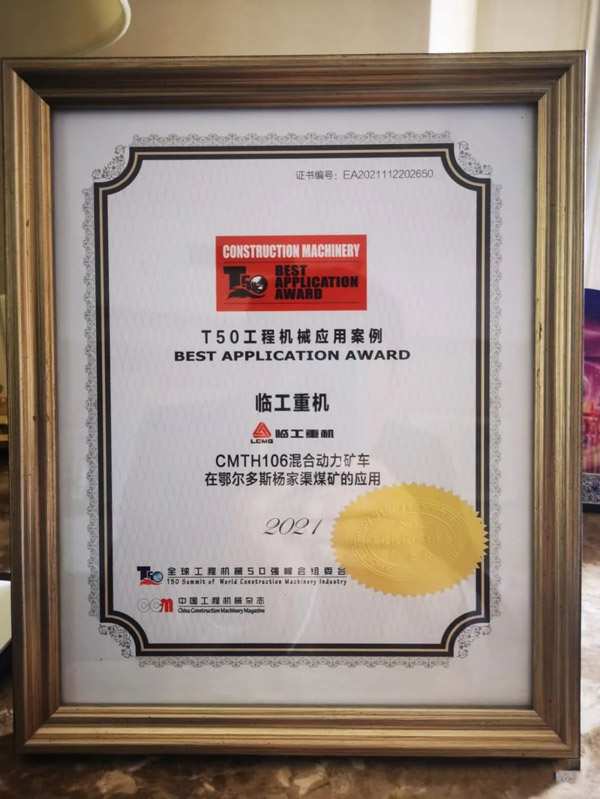 证书编号：EA2021112202650
CONSTRUCTION MACHINERY
T50 BEST
APPLICATION
AWARD
T50工程机械应用案例
BEST APPLICATION AWARD
临工重机
LCMG 临工重机
CMTH106混合动力矿车
在鄂尔多斯杨家渠煤矿的应用
2021
T50 全球工程机械50强峰会组委会
T50 Summit of World Construction Machinery Industry
CCM 中国工程机械杂志
China Construction Machinery Magazine